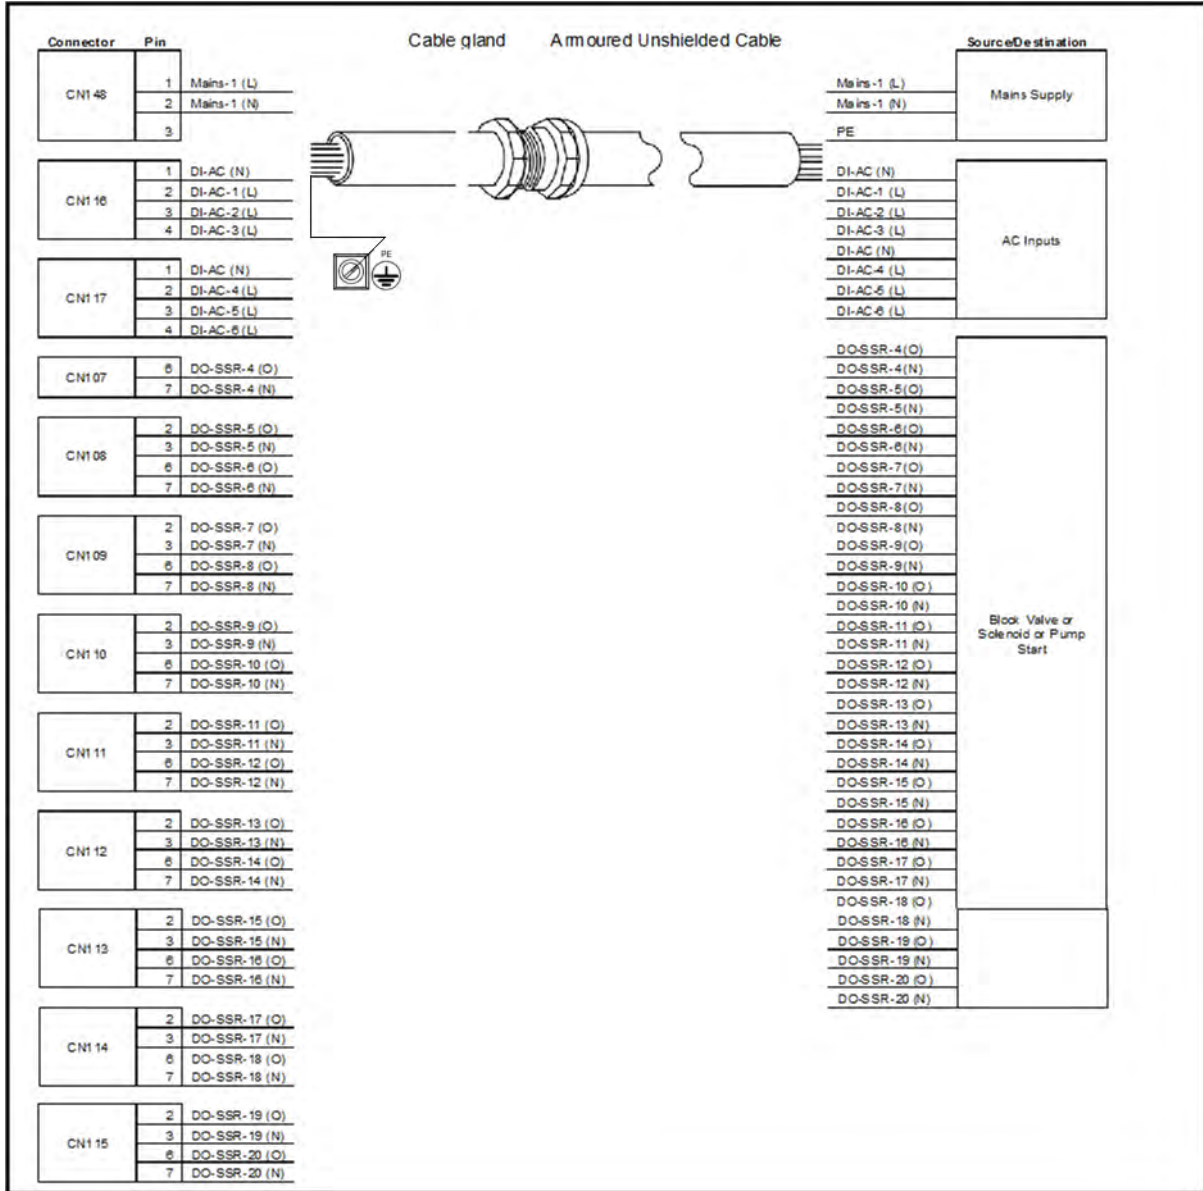 Cable gland Armoured Unshielded Cable
Connector Pin
CN148
1 Mains-1 (L)
2 Mains-1 (N)
3
CN116
1 DI-AC (N)
2 DI-AC-1 (L)
3 DI-AC-2 (L)
4 DI-AC-3 (L)
CN117
1 DI-AC (N)
2 DI-AC-4 (L)
3 DI-AC-5 (L)
4 DI-AC-6 (L)
CN107
6 DO-SSR-4 (O)
7 DO-SSR-4 (N)
CN108
2 DO-SSR-5 (O)
3 DO-SSR-5 (N)
6 DO-SSR-6 (O)
7 DO-SSR-6 (N)
CN109
2 DO-SSR-7 (O)
3 DO-SSR-7 (N)
6 DO-SSR-8 (O)
7 DO-SSR-8 (N)
CN110
2 DO-SSR-9 (O)
3 DO-SSR-9 (N)
6 DO-SSR-10 (O)
7 DO-SSR-10 (N)
CN111
2 DO-SSR-11 (O)
3 DO-SSR-11 (N)
6 DO-SSR-12 (O)
7 DO-SSR-12 (N)
CN112
2 DO-SSR-13 (O)
3 DO-SSR-13 (N)
6 DO-SSR-14 (O)
7 DO-SSR-14 (N)
CN113
2 DO-SSR-15 (O)
3 DO-SSR-15 (N)
6 DO-SSR-16 (O)
7 DO-SSR-16 (N)
CN114
2 DO-SSR-17 (O)
3 DO-SSR-17 (N)
6 DO-SSR-18 (O)
7 DO-SSR-18 (N)
CN115
2 DO-SSR-19 (O)
3 DO-SSR-19 (N)
6 DO-SSR-20 (O)
7 DO-SSR-20 (N)
PE
Source/Destination
Mains-1 (L)
Mains-1 (N)
PE
Mains Supply
DI-AC (N)
DI-AC-1 (L)
DI-AC-2 (L)
DI-AC-3 (L)
DI-AC (N)
DI-AC-4 (L)
DI-AC-5 (L)
DI-AC-6 (L)
AC Inputs
DO-SSR-4 (O)
DO-SSR-4 (N)
DO-SSR-5 (O)
DO-SSR-5 (N)
DO-SSR-6 (O)
DO-SSR-6 (N)
DO-SSR-7 (O)
DO-SSR-7 (N)
DO-SSR-8 (O)
DO-SSR-8 (N)
DO-SSR-9 (O)
DO-SSR-9 (N)
DO-SSR-10 (O)
DO-SSR-10 (N)
DO-SSR-11 (O)
DO-SSR-11 (N)
DO-SSR-12 (O)
DO-SSR-12 (N)
DO-SSR-13 (O)
DO-SSR-13 (N)
DO-SSR-14 (O)
DO-SSR-14 (N)
DO-SSR-15 (O)
DO-SSR-15 (N)
DO-SSR-16 (O)
DO-SSR-16 (N)
DO-SSR-17 (O)
DO-SSR-17 (N)
DO-SSR-18 (O)
DO-SSR-18 (N)
DO-SSR-19 (O)
DO-SSR-19 (N)
DO-SSR-20 (O)
DO-SSR-20 (N)
Block Valve or
Solenoid or Pump
Start